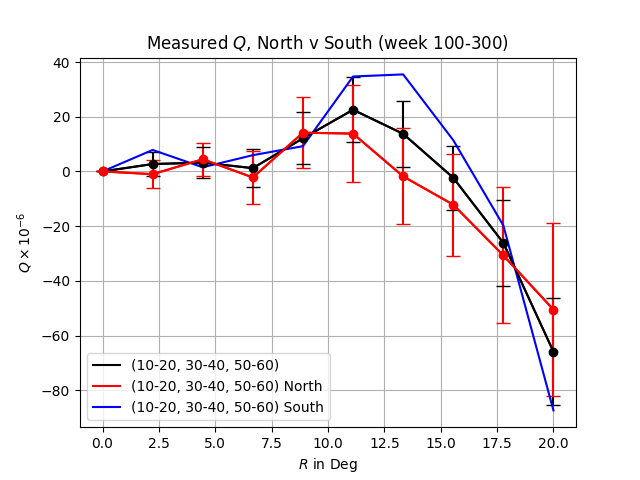 Measured Q, North v South (week 100-300)
40
20
0
−20
−40
−60
−80
Q × 10⁻⁶
(10-20, 30-40, 50-60)
(10-20, 30-40, 50-60) North
(10-20, 30-40, 50-60) South
0.0 2.5 5.0 7.5 10.0 12.5 15.0 17.5 20.0
R in Deg